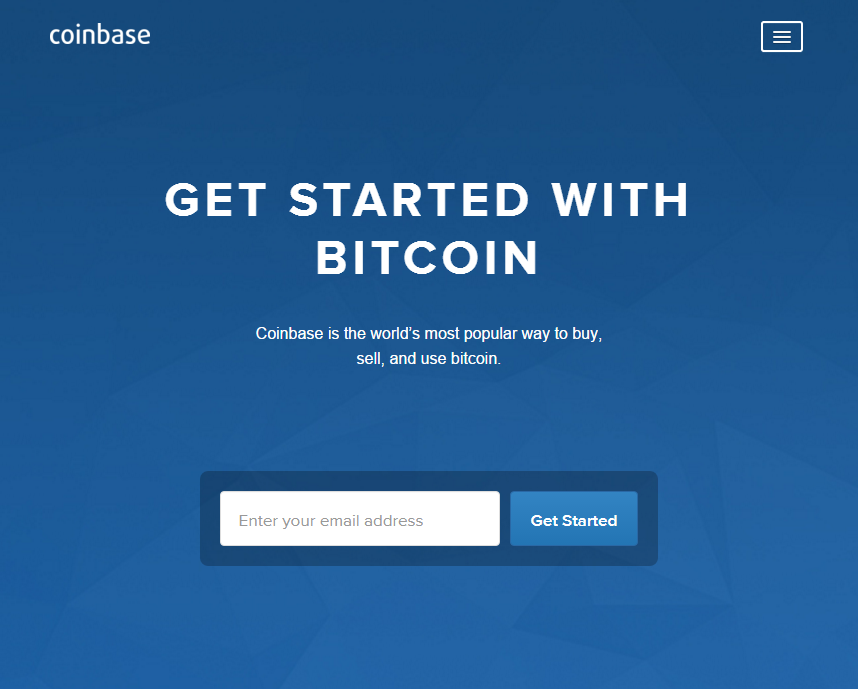 coinbase
GET STARTED WITH
BITCOIN
Coinbase is the world’s most popular way to buy,
sell, and use bitcoin.
Enter your email address
Get Started